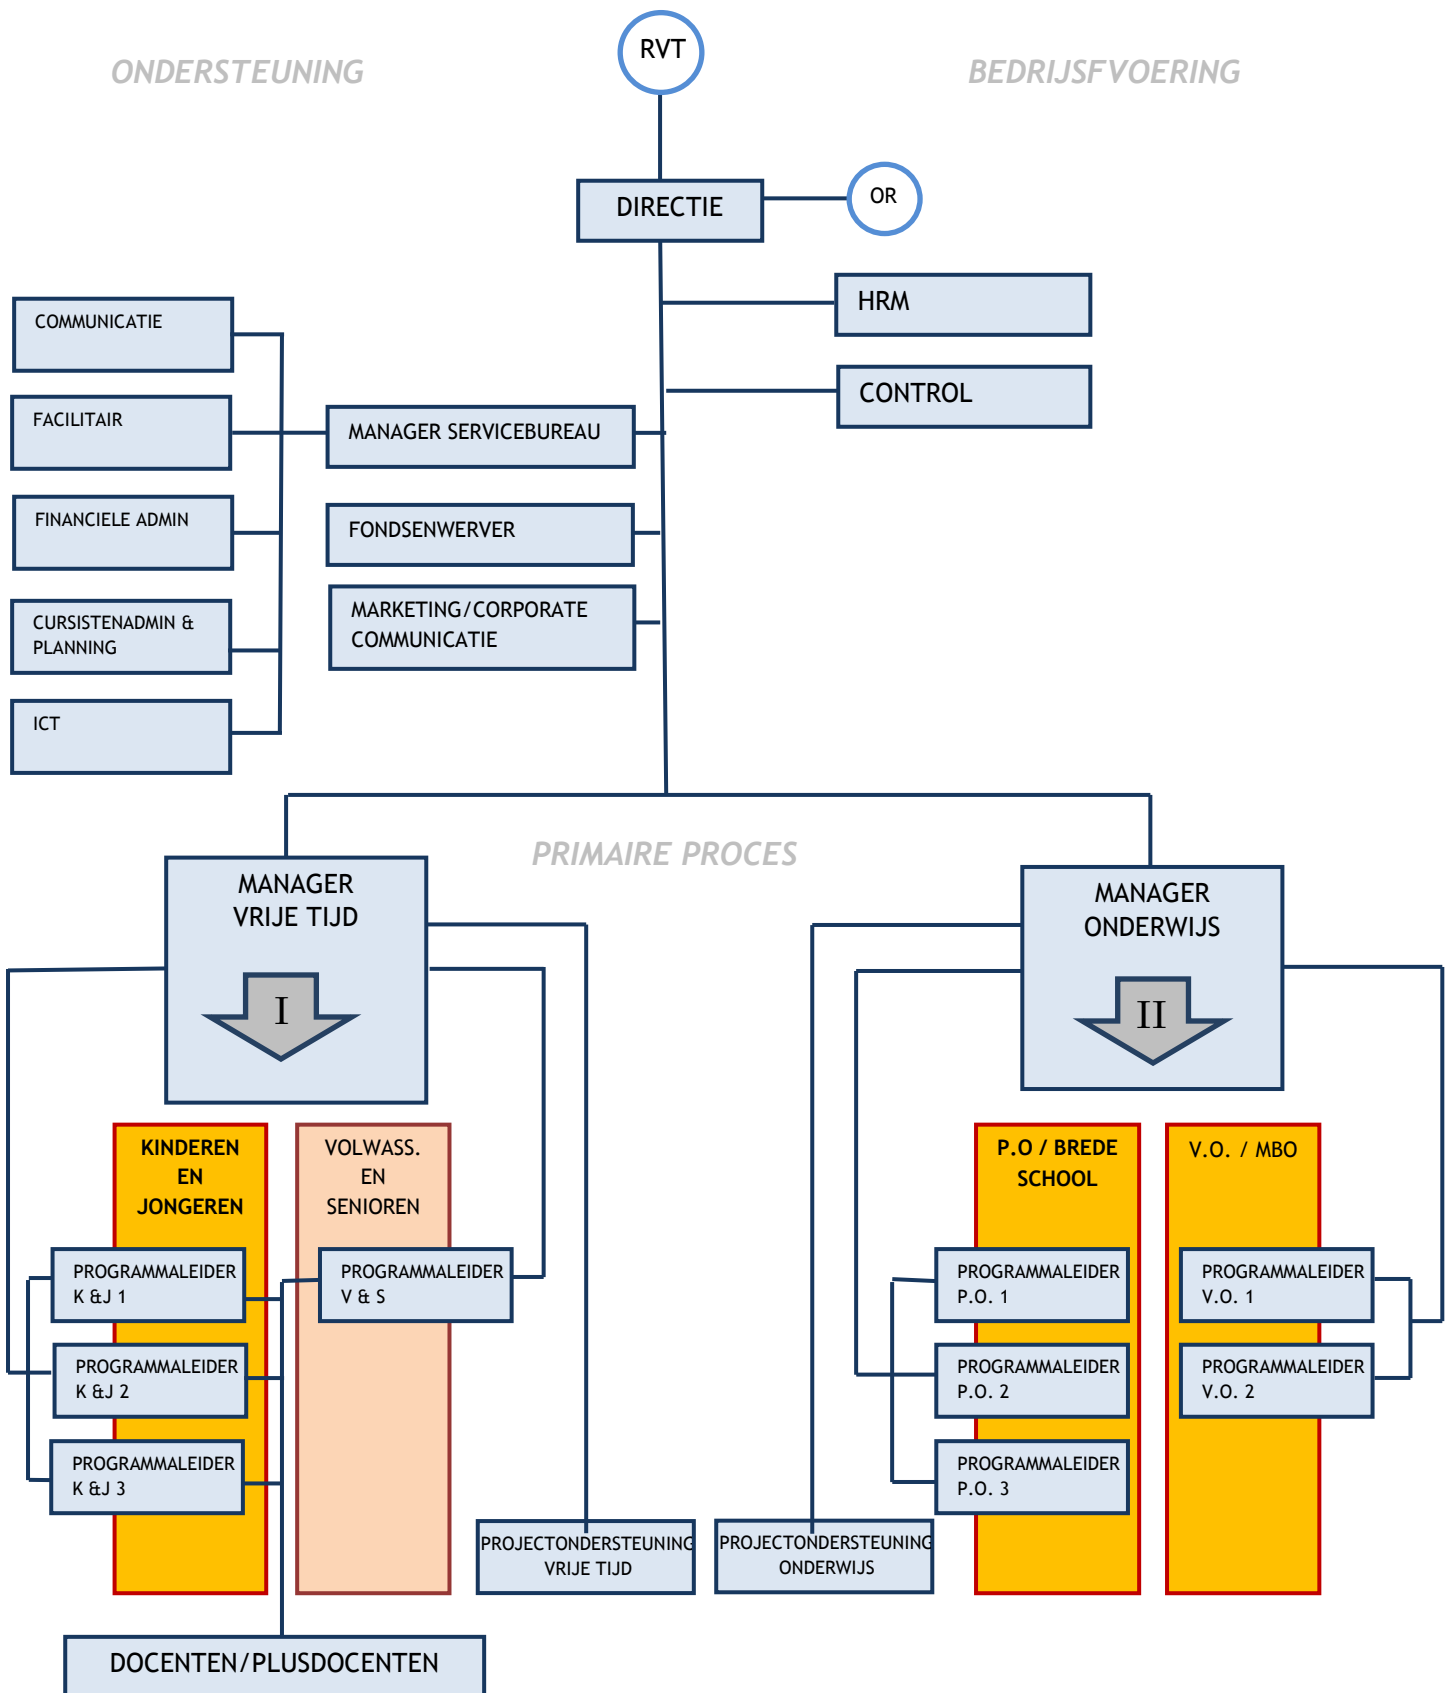 RVT
ONDERSTEUNING
BEDRIJSFVOERING
OR
DIRECTIE
HRM
COMMUNICATIE
CONTROL
FACILITAIR
MANAGER SERVICEBUREAU
FINANCIELE ADMIN
FONDSENWERVER
CURSISTENADMIN &
PLANNING
MARKETING/CORPORATE
COMMUNICATIE
ICT
PRIMAIRE PROCES
MANAGER
VRIJE TIJD
I
MANAGER
ONDERWIJS
II
KINDEREN
EN
JONGEREN
VOLWASS.
EN
SENIOREN
P.O / BREDE
SCHOOL
V.O. / MBO
PROGRAMMALEIDER
K &J 1
PROGRAMMALEIDER
V & S
PROGRAMMALEIDER
P.O. 1
PROGRAMMALEIDER
V.O. 1
PROGRAMMALEIDER
K &J 2
PROGRAMMALEIDER
P.O. 2
PROGRAMMALEIDER
V.O. 2
PROGRAMMALEIDER
K &J 3
PROGRAMMALEIDER
P.O. 3
PROJECTONDERSTEUNING
VRIJE TIJD
PROJECTONDERSTEUNING
ONDERWIJS
DOCENTEN/PLUSDOCENTEN